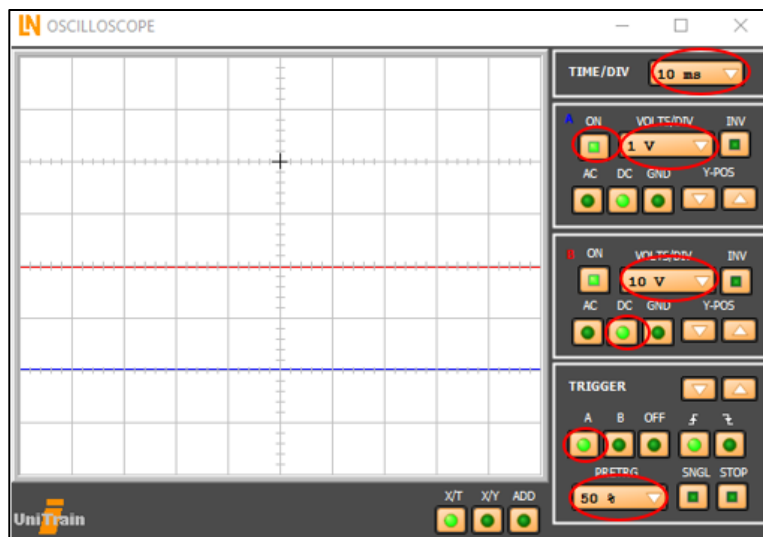 LN OSCILLOSCOPE
TIME/DIV 10 ms
A ON VOLTS/DIV INV
1 V
AC DC GND Y-POS
B ON VOLTS/DIV INV
10 V
AC DC GND Y-POS
TRIGGER
A B OFF
PRETRG SNGL STOP
50 %
X/T X/Y ADD
UniTrain